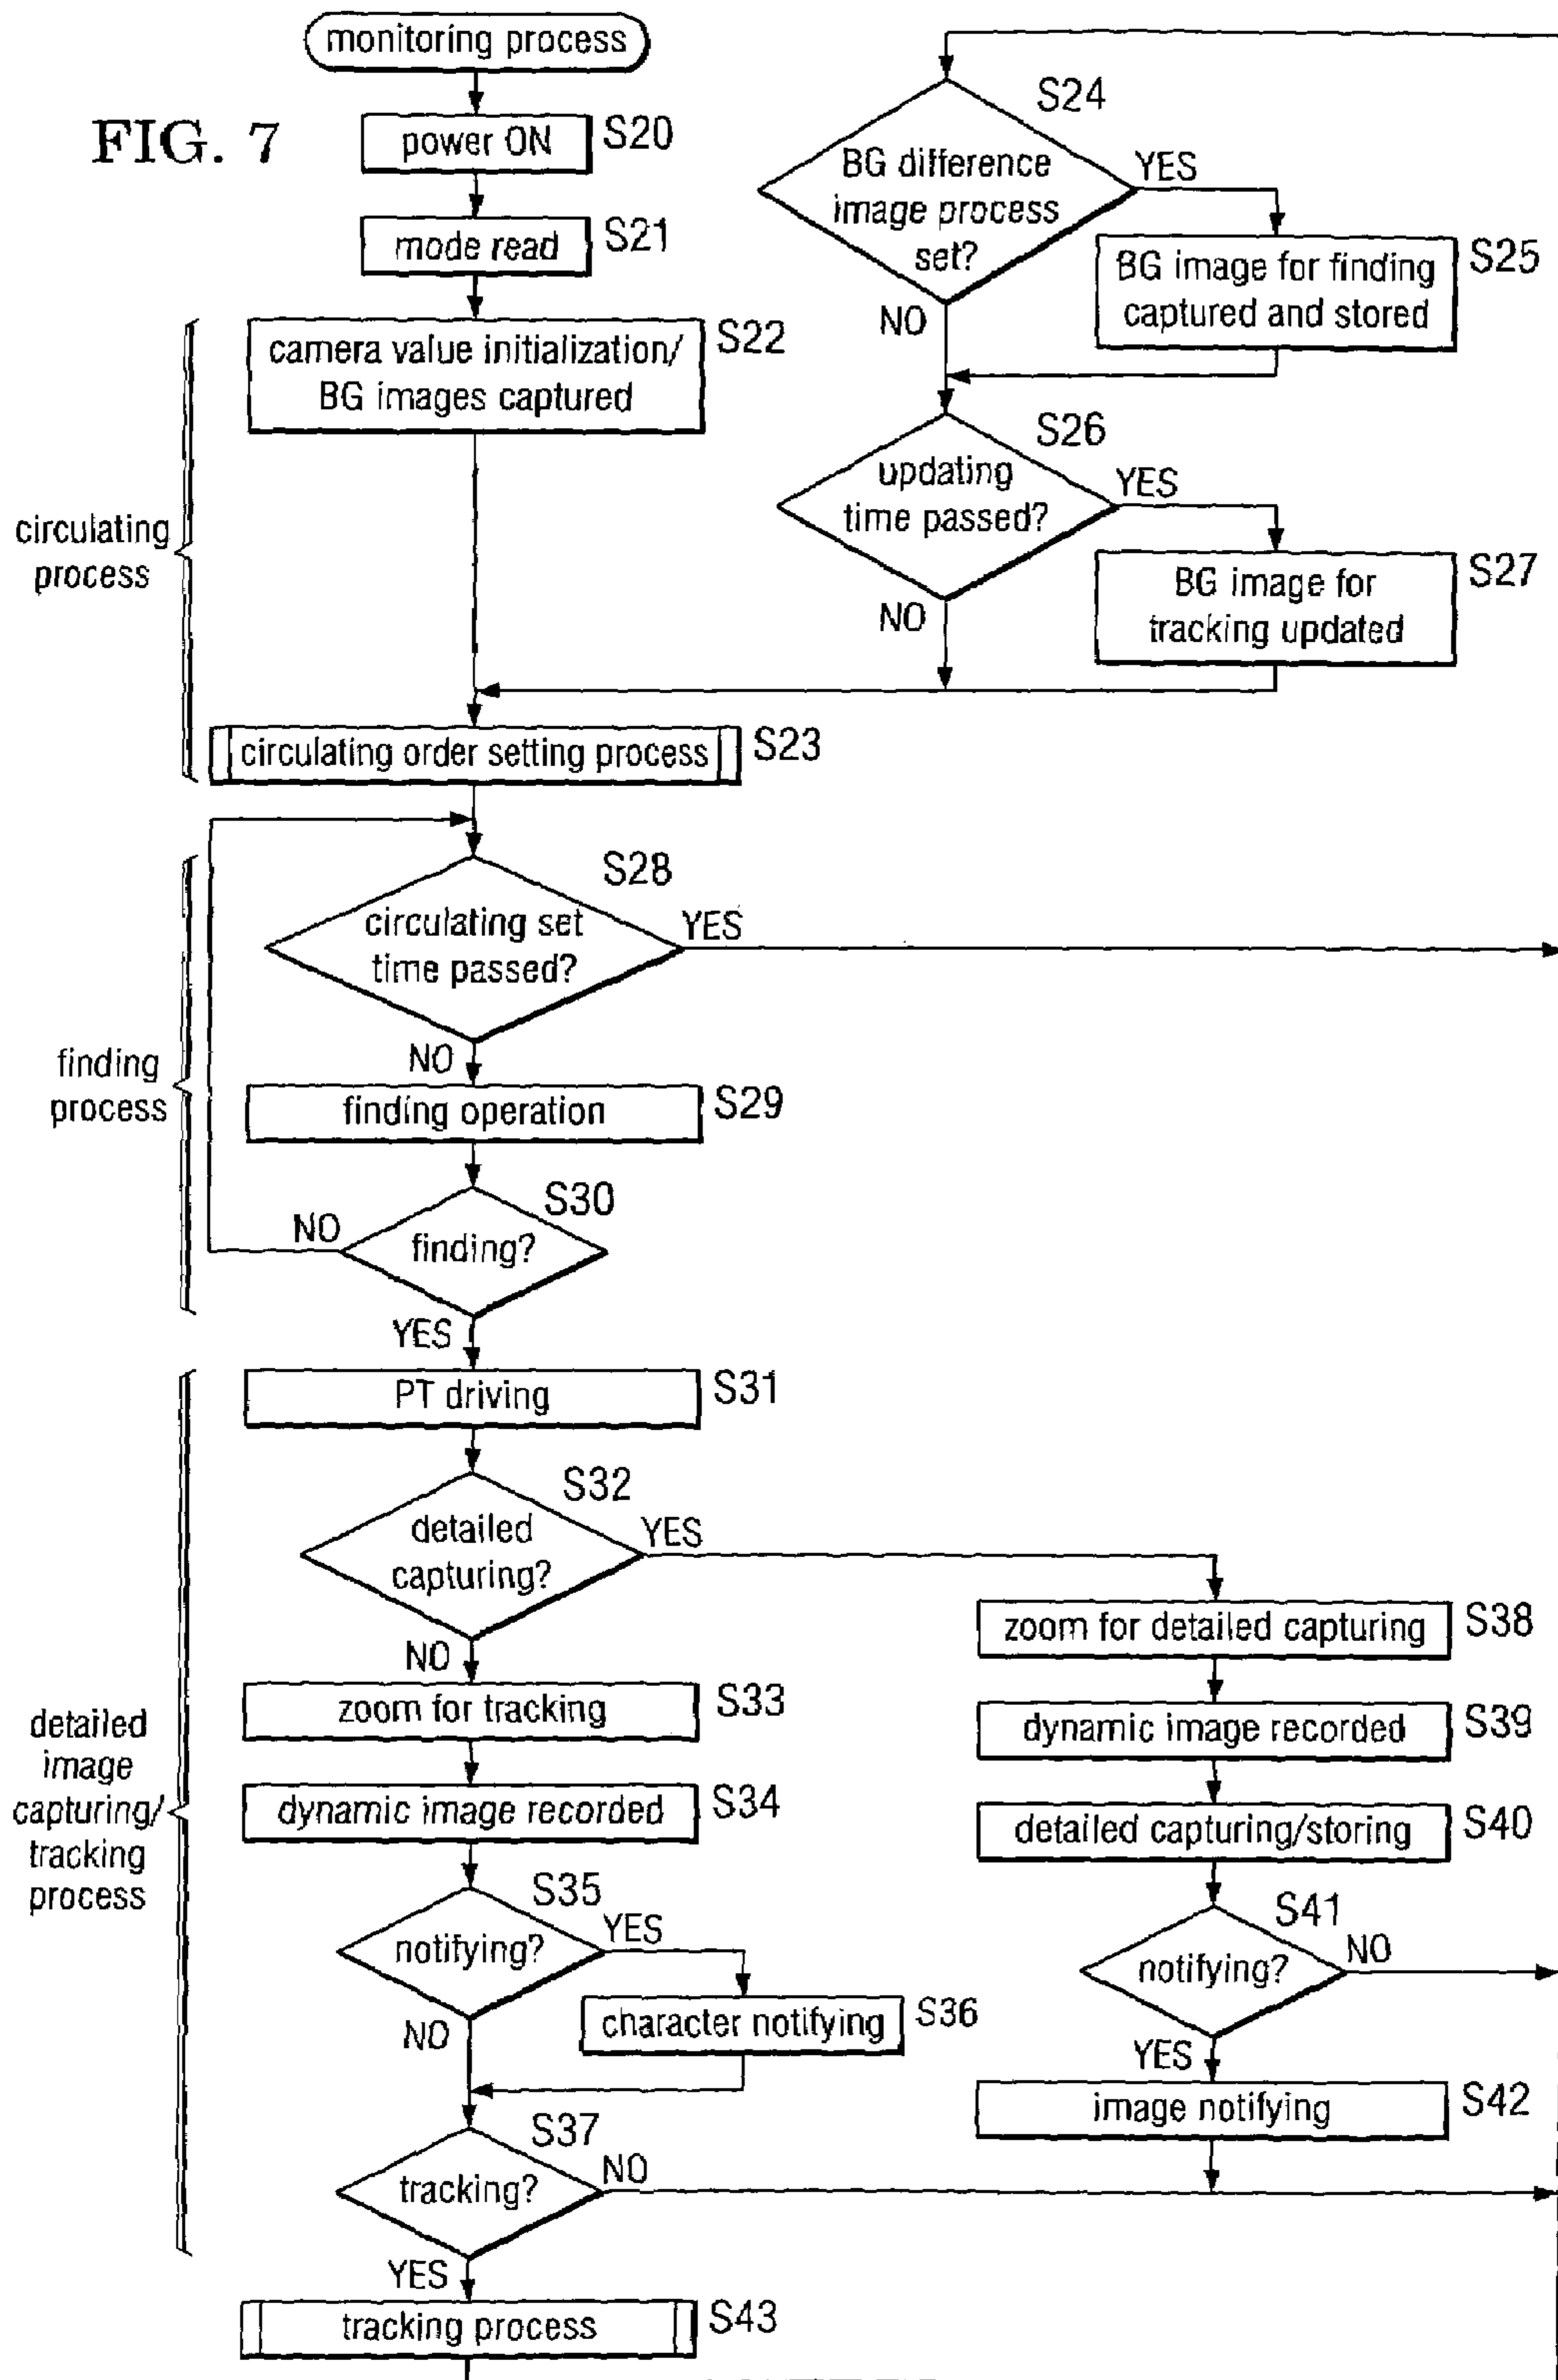 monitoring process
FIG. 7
power ON
S20
mode read
S21
camera value initialization/
BG images captured
S22
circulating
process
circulating order setting process
S23
S24
BG difference
image process
set?
YES
NO
BG image for finding
captured and stored
S25
S26
updating
time passed?
YES
NO
BG image for
tracking updated
S27
S28
circulating set
time passed?
YES
NO
finding
process
finding operation
S29
S30
finding?
NO
YES
PT driving
S31
S32
detailed
capturing?
YES
NO
zoom for tracking
S33
dynamic image recorded
S34
detailed
image
capturing/
tracking
process
S35
notifying?
YES
NO
character notifying
S36
S37
tracking?
NO
YES
zoom for detailed capturing
S38
dynamic image recorded
S39
detailed capturing/storing
S40
S41
notifying?
NO
YES
image notifying
S42
tracking process
S43